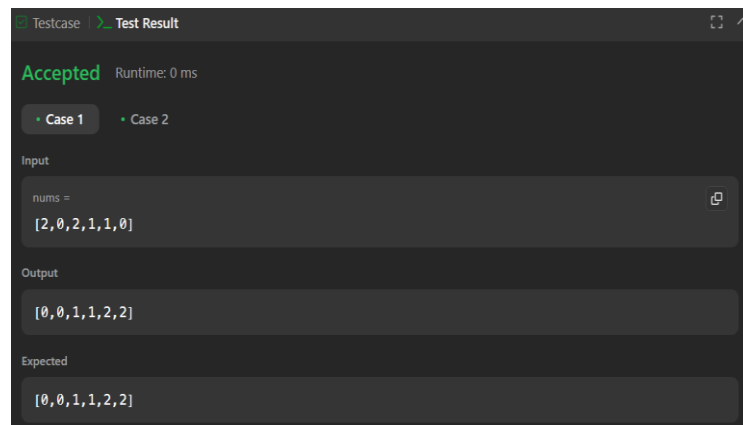 Testcase | >_ Test Result
Accepted Runtime: 0 ms
• Case 1 • Case 2
Input
nums =
[2,0,2,1,1,0]
Output
[0,0,1,1,2,2]
Expected
[0,0,1,1,2,2]